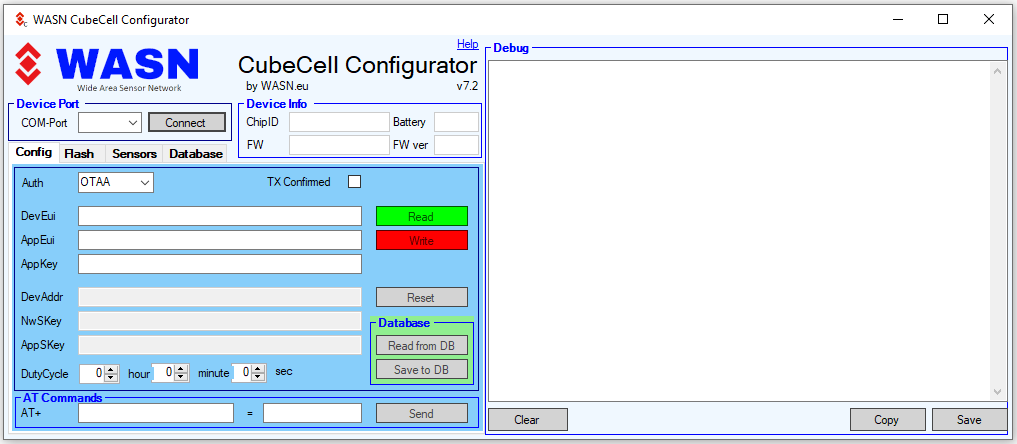 WASN CubeCell Configurator
Help
WASN
Wide Area Sensor Network
CubeCell Configurator
by WASN.eu v7.2
Device Port
COM-Port Connect
Device Info
ChipID Battery
FW FW ver
Config Flash Sensors Database
Auth OTAA TX Confirmed
DevEui Read
AppEui Write
AppKey
DevAddr Reset
NwSKey
AppSKey
Database
Read from DB
Save to DB
DutyCycle 0 hour 0 minute 0 sec
AT Commands
AT+ = Send
Debug
Clear Copy Save